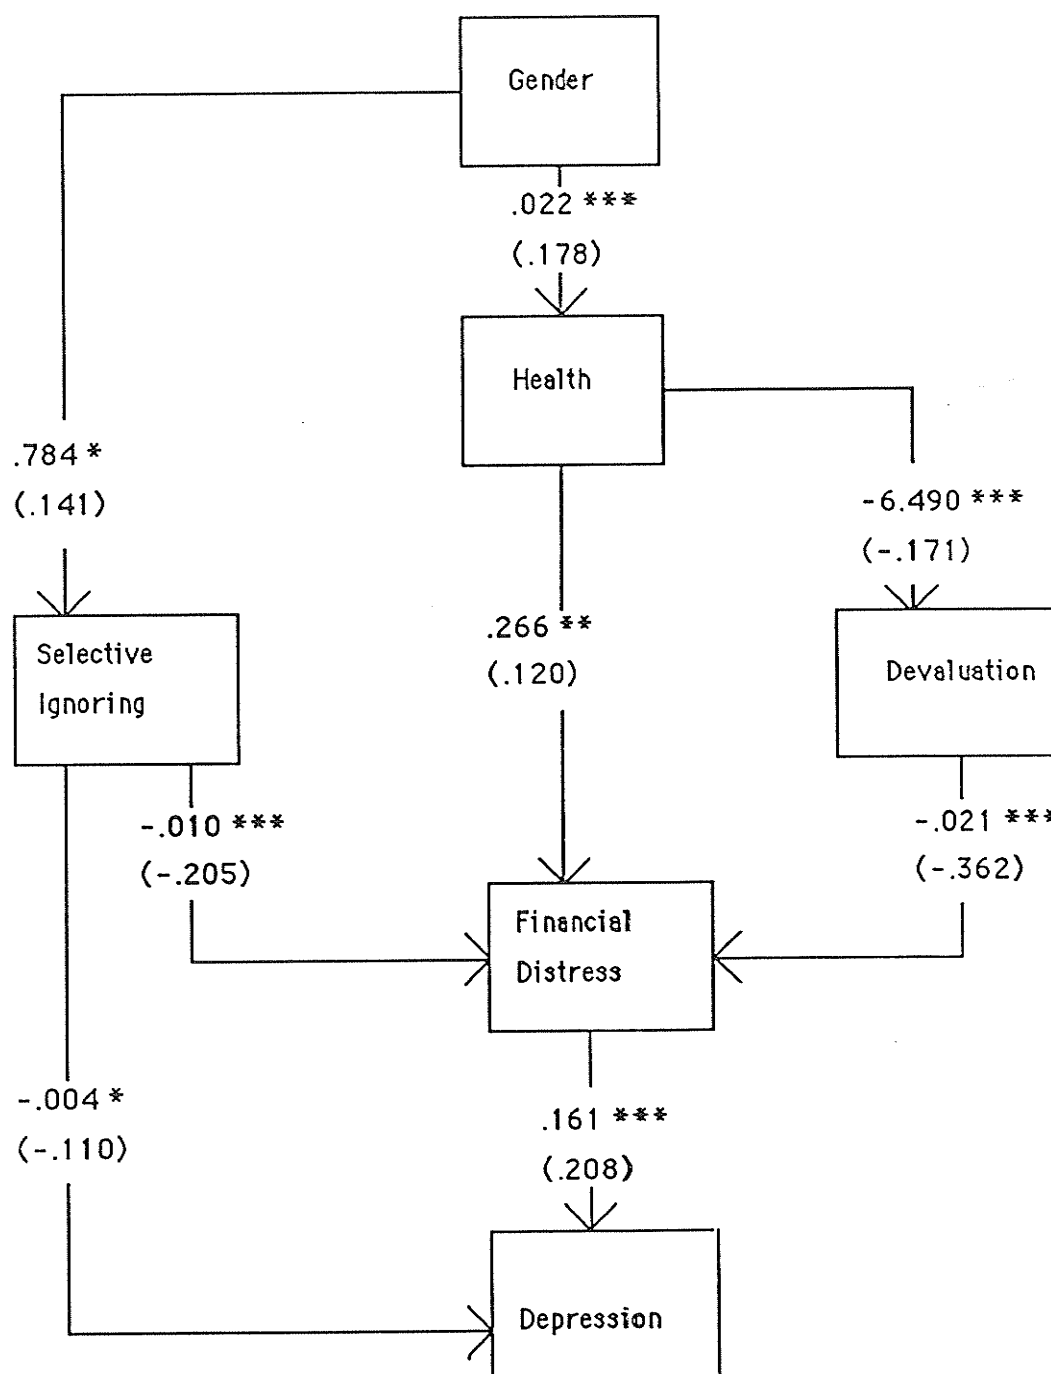 Gender
.022 ***
(.178)
Health
.784 *
(.141)
-6.490 ***
(-.171)
.266 **
(.120)
Selective
Ignoring
Devaluation
-.010 ***
(-.205)
-.021 ***
(-.362)
Financial
Distress
-.004 *
(-.110)
.161 ***
(.208)
Depression